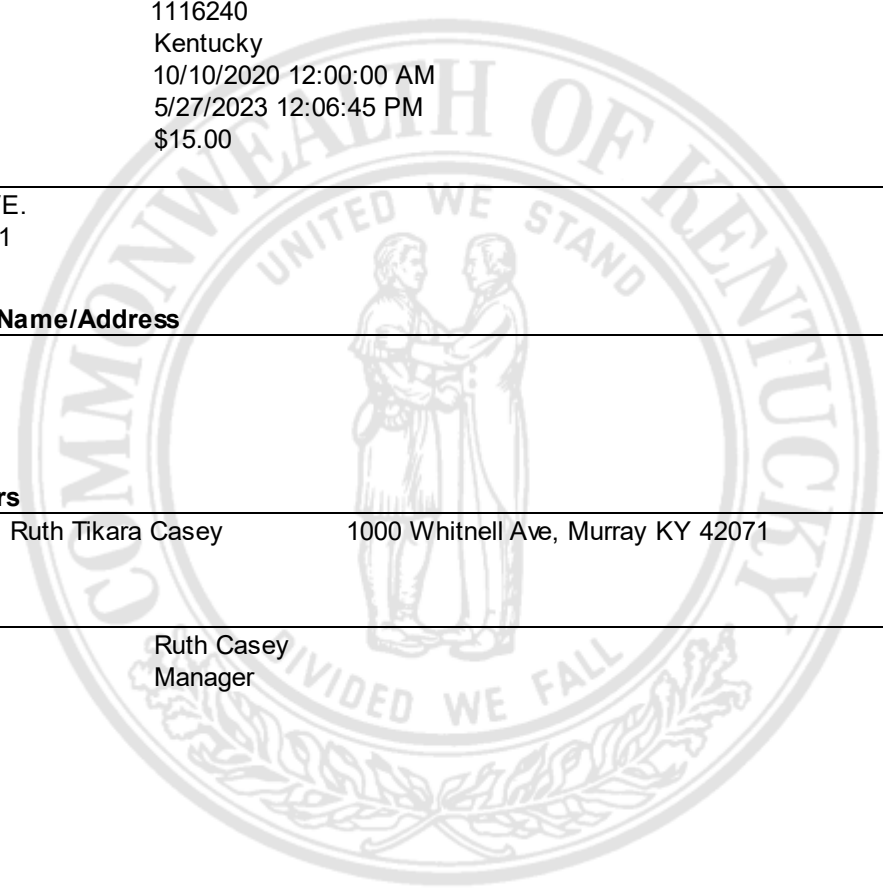 1116240
Kentucky
10/10/2020 12:00:00 AM
5/27/2023 12:06:45 PM
$15.00
E.
1
Name/Address
rs
Ruth Tikara Casey 1000 Whitnell Ave, Murray KY 42071
Ruth Casey
Manager
COMMONWEALTH OF KENTUCKY
UNITED WE STAND
DIVIDED WE FALL